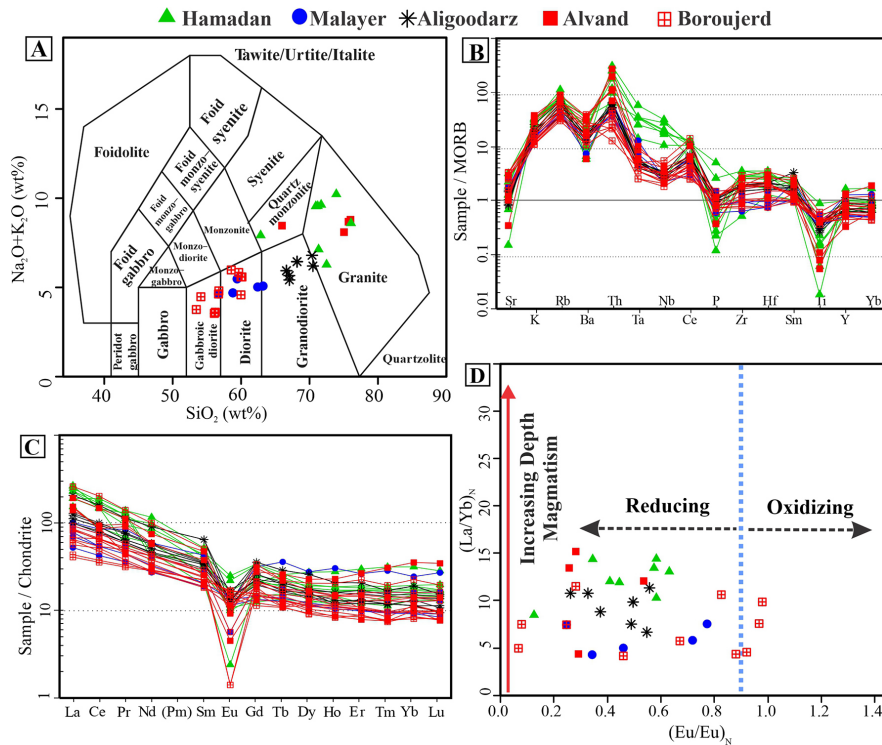 Hamadan Malayer Aligoodarz Alvand Boroujerd
A
Tawite/Urtite/Italite
Foidolite
Foid
syenite
Foid
monzo-
syenite
Foid
monzo-
gabbro
Foid
gabbro
Syenite
Quartz
monzonite
Monzonite
Monzo-
diorite
Monzo-
gabbro
Peridot
gabbro
Gabbro
Gabbroic
diorite
Diorite
Granodiorite
Granite
Quartzolite
Na₂O+K₂O (wt%)
0 5 10 15
40 50 60 70 80 90
SiO₂ (wt%)
B
Sample / MORB
100
10
1
0.1
0.01
Sr Rb Th Nb P Hf Ti Yb
K Ba Ta Ce Zr Sm Y
C
Sample / Chondrite
100
10
1
La Ce Pr Nd (Pm) Sm Eu Gd Tb Dy Ho Er Tm Yb Lu
D
(La/Yb)N
0 5 10 15 20 25 30
Increasing Depth
Magmatism
Reducing
Oxidizing
0.0 0.2 0.4 0.6 0.8 1.0 1.2 1.4
(Eu/Eu)N